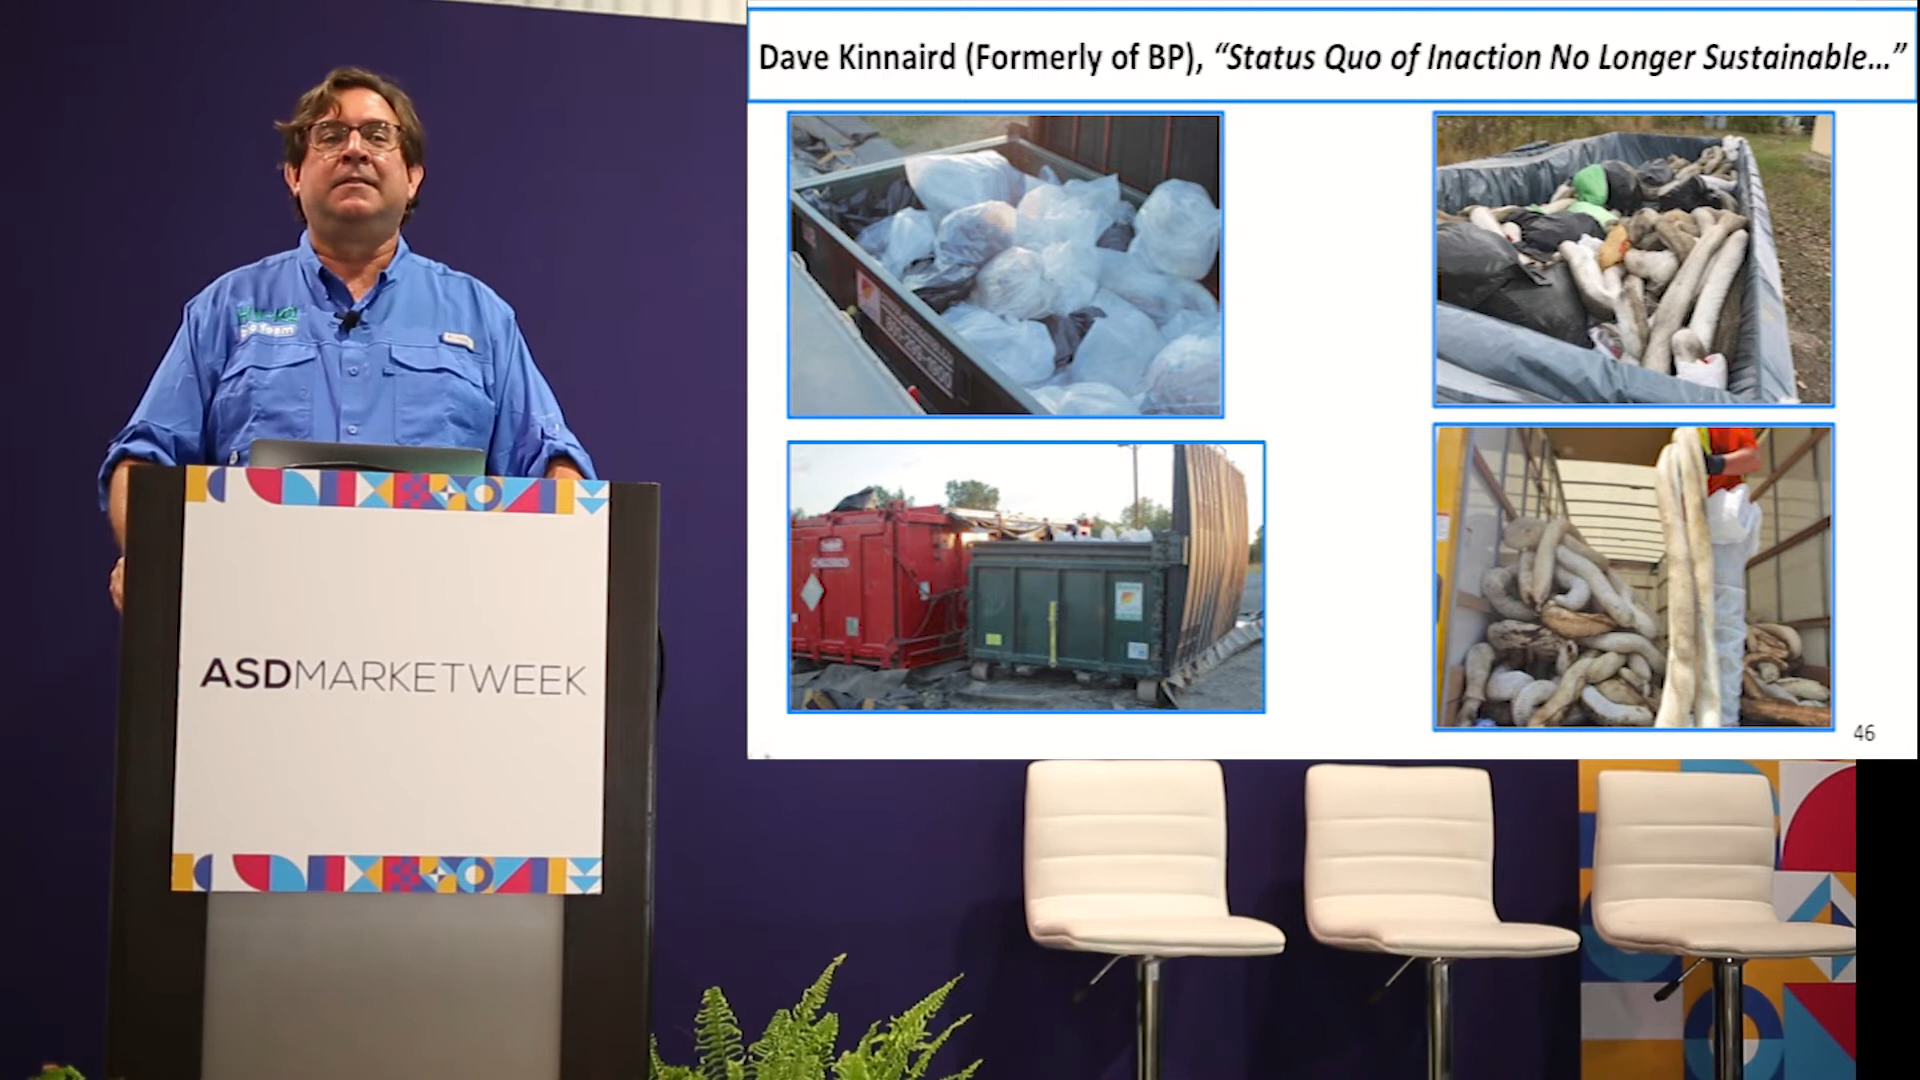 Dave Kinnaird (Formerly of BP), “Status Quo of Inaction No Longer Sustainable...”
46
ASDMARKETWEEK